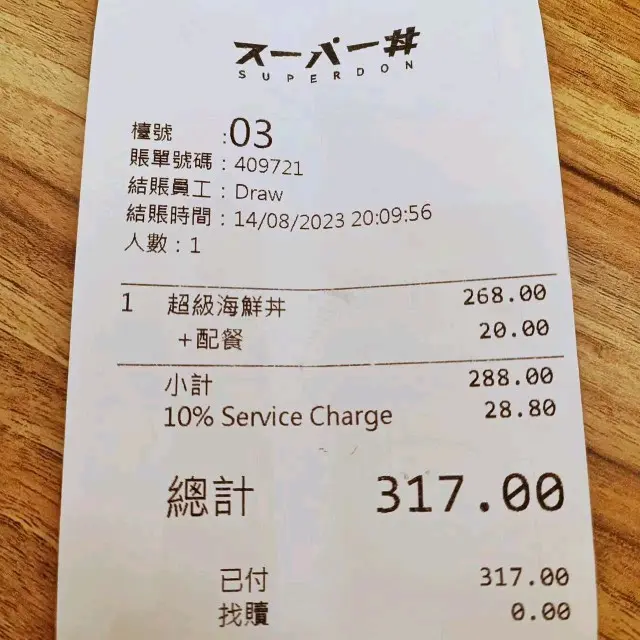 スーパー丼
SUPERDON
檯號 :03
賬單號碼 : 409721
結賬員工 : Draw
結賬時間 : 14/08/2023 20:09:56
人數 : 1
1 超級海鮮丼 268.00
+配餐 20.00
小計 288.00
10% Service Charge 28.80
總計 317.00
已付 317.00
找贖 0.00